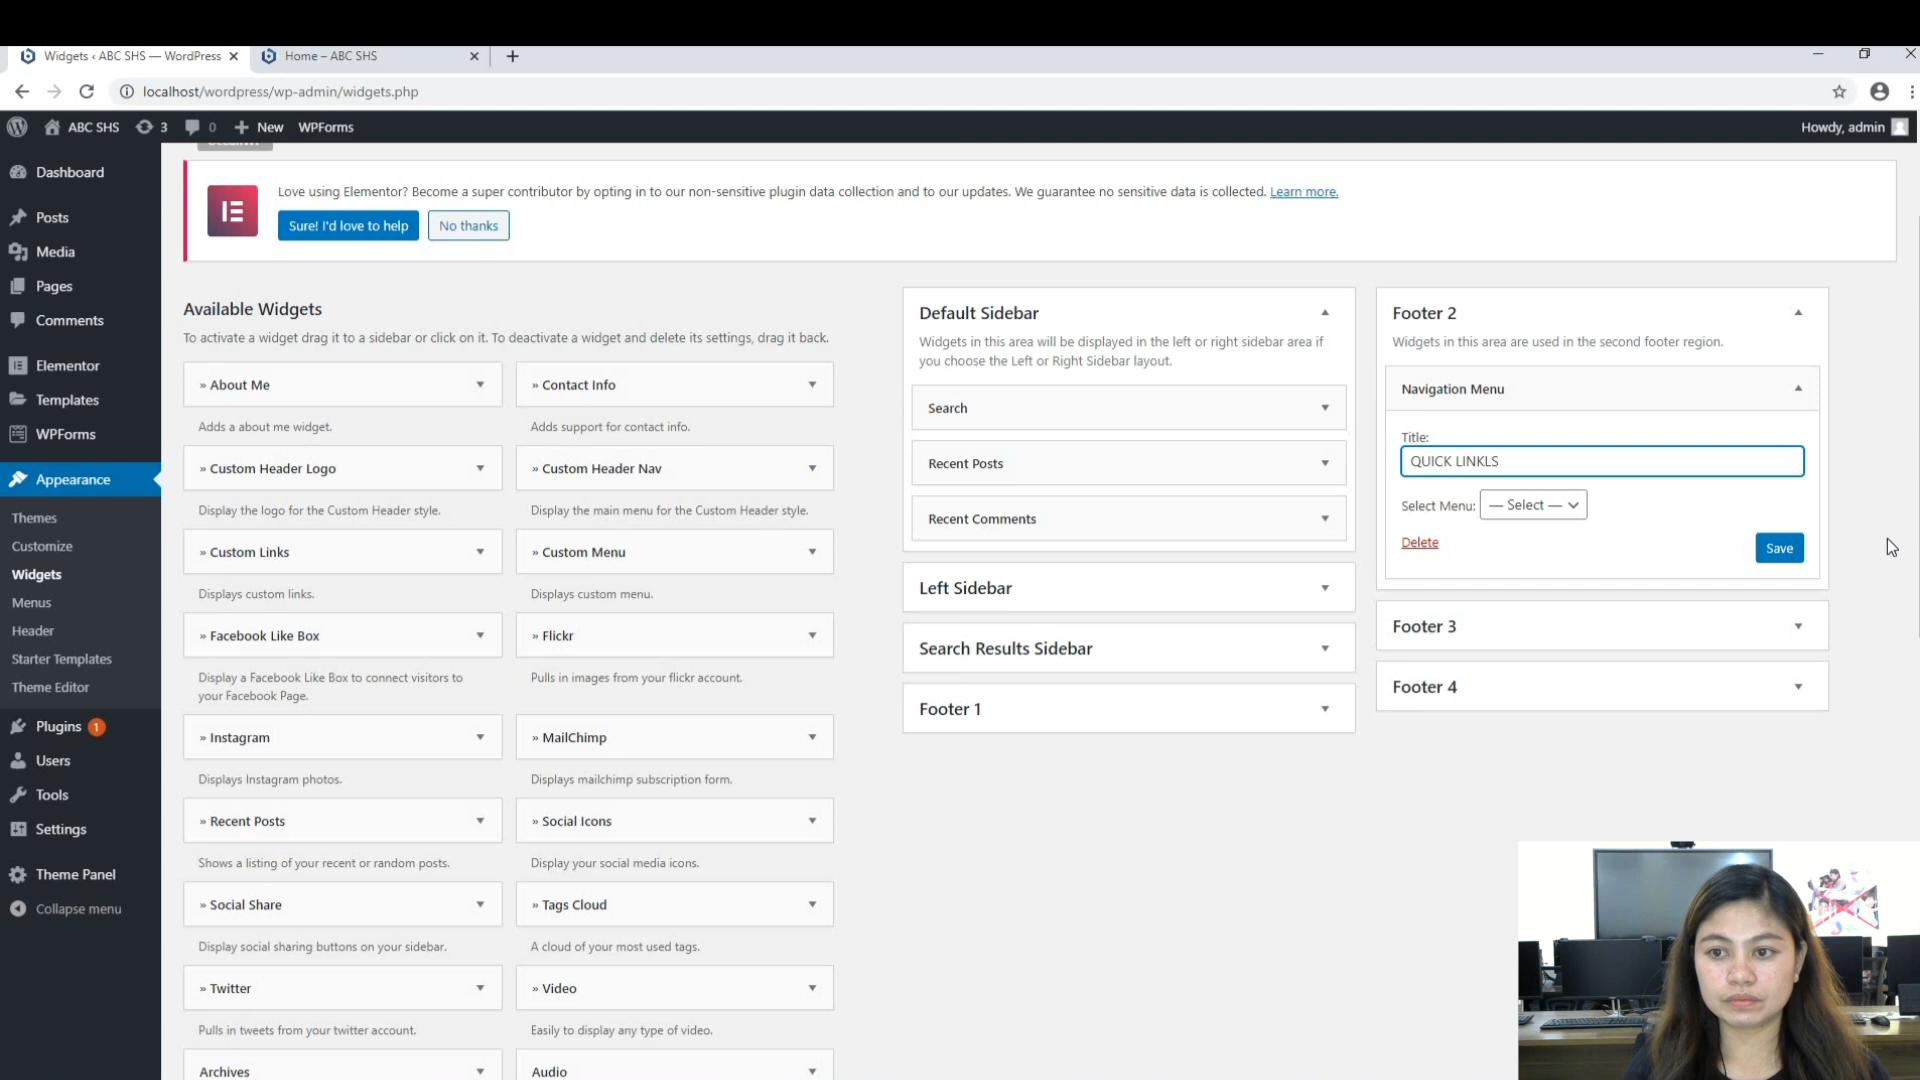 Widgets ‹ ABC SHS — WordPress
Home – ABC SHS
localhost/wordpress/wp-admin/widgets.php
ABC SHS 3 0 New WPForms
Howdy, admin
Dashboard
Posts
Media
Pages
Comments
Elementor
Templates
WPForms
Appearance
Themes
Customize
Widgets
Menus
Header
Starter Templates
Theme Editor
Plugins 1
Users
Tools
Settings
Theme Panel
Collapse menu
Love using Elementor? Become a super contributor by opting in to our non-sensitive plugin data collection and to our updates. We guarantee no sensitive data is collected. Learn more.
Sure! I'd love to help
No thanks
Available Widgets
To activate a widget drag it to a sidebar or click on it. To deactivate a widget and delete its settings, drag it back.
» About Me
» Contact Info
Adds a about me widget.
Adds support for contact info.
» Custom Header Logo
» Custom Header Nav
Display the logo for the Custom Header style.
Display the main menu for the Custom Header style.
» Custom Links
» Custom Menu
Displays custom links.
Displays custom menu.
» Facebook Like Box
» Flickr
Display a Facebook Like Box to connect visitors to
your Facebook Page.
Pulls in images from your flickr account.
» Instagram
» MailChimp
Displays Instagram photos.
Displays mailchimp subscription form.
» Recent Posts
» Social Icons
Shows a listing of your recent or random posts.
Display your social media icons.
» Social Share
» Tags Cloud
Display social sharing buttons on your sidebar.
A cloud of your most used tags.
» Twitter
» Video
Pulls in tweets from your twitter account.
Easily to display any type of video.
Archives
Audio
Default Sidebar
Widgets in this area will be displayed in the left or right sidebar area if
you choose the Left or Right Sidebar layout.
Search
Recent Posts
Recent Comments
Left Sidebar
Search Results Sidebar
Footer 1
Footer 2
Widgets in this area are used in the second footer region.
Navigation Menu
Title:
QUICK LINKLS
Select Menu: — Select —
Delete
Save
Footer 3
Footer 4